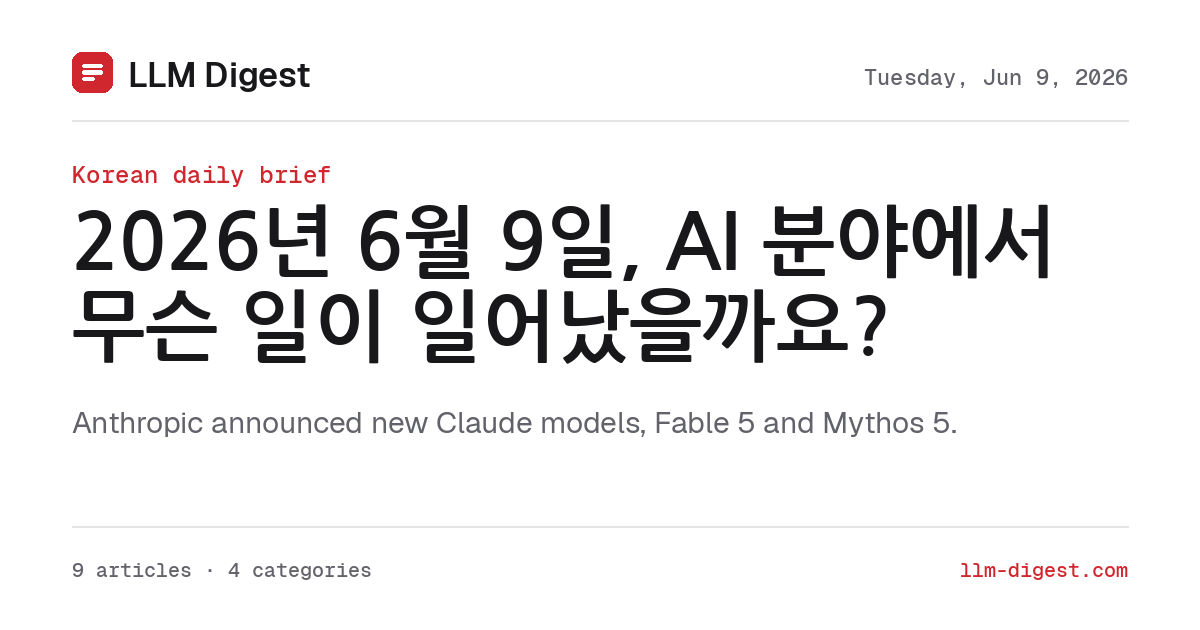 LLM Digest
Tuesday, Jun 9, 2026
Korean daily brief
2026년 6월 9일, AI 분야에서
무슨 일이 일어났을까요?
Anthropic announced new Claude models, Fable 5 and Mythos 5.
9 articles · 4 categories
llm-digest.com